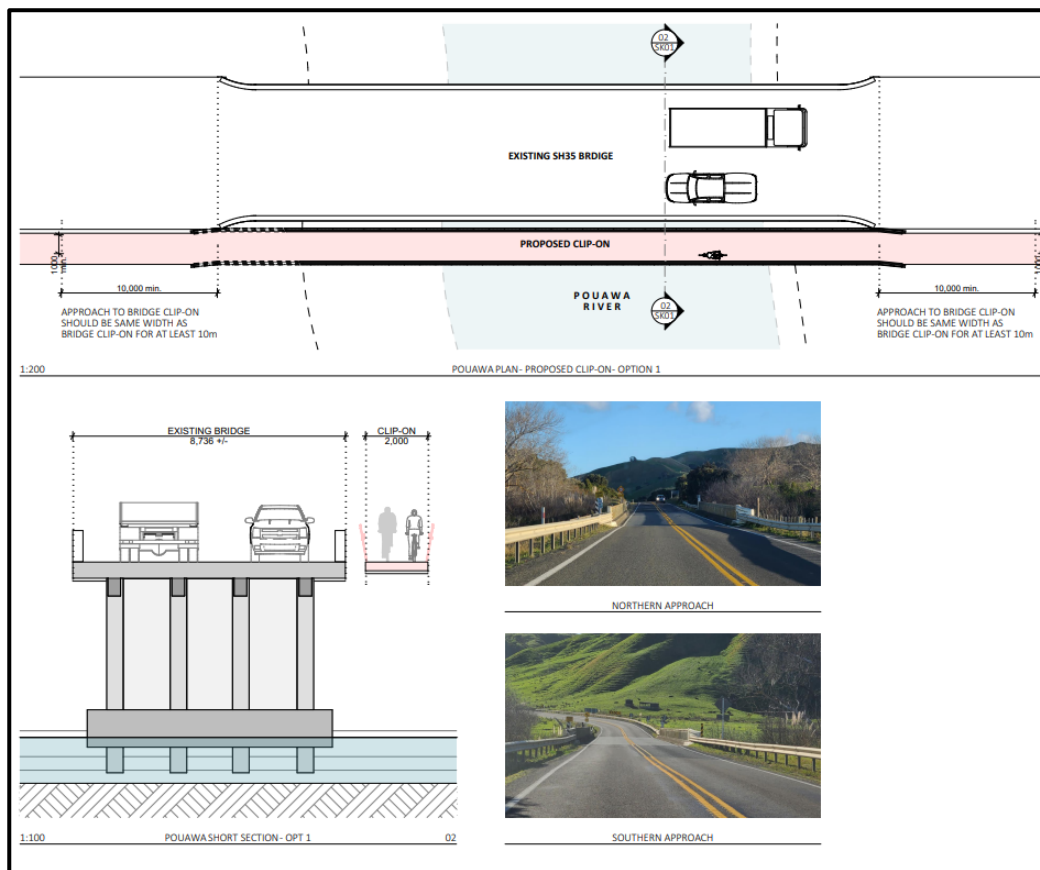 02
SK01
EXISTING SH35 BRDIGE
PROPOSED CLIP-ON
1000
min.
10,000 min.
10,000 min.
POUAWA
RIVER
02
SK01
APPROACH TO BRIDGE CLIP-ON
SHOULD BE SAME WIDTH AS
BRIDGE CLIP-ON FOR AT LEAST 10m
APPROACH TO BRIDGE CLIP-ON
SHOULD BE SAME WIDTH AS
BRIDGE CLIP-ON FOR AT LEAST 10m
1:200
POUAWA PLAN- PROPOSED CLIP-ON- OPTION 1
EXISTING BRIDGE
8,736 +/-
CLIP-ON
2,000
NORTHERN APPROACH
1:100
POUAWA SHORT SECTION- OPT 1
02
SOUTHERN APPROACH